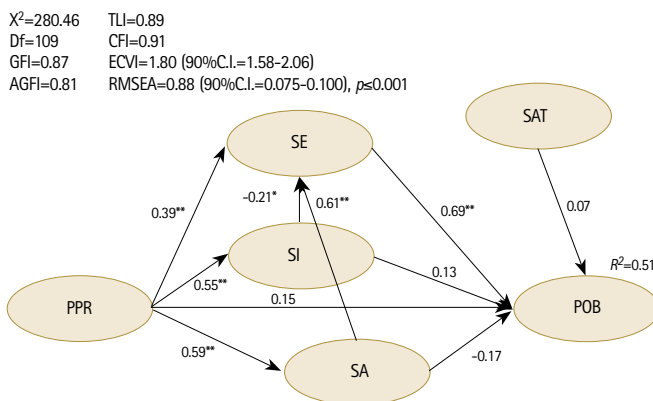 X²=280.46 TLI=0.89
Df=109 CFI=0.91
GFI=0.87 ECVI=1.80 (90%C.I.=1.58-2.06)
AGFI=0.81 RMSEA=0.88 (90%C.I.=0.075-0.100), p≤0.001
SAT
SE
-0.21* 0.61**
0.39** 0.69** 0.07
SI
R²=0.51
0.55** 0.13
PPR 0.15 POB
0.59** -0.17
SA